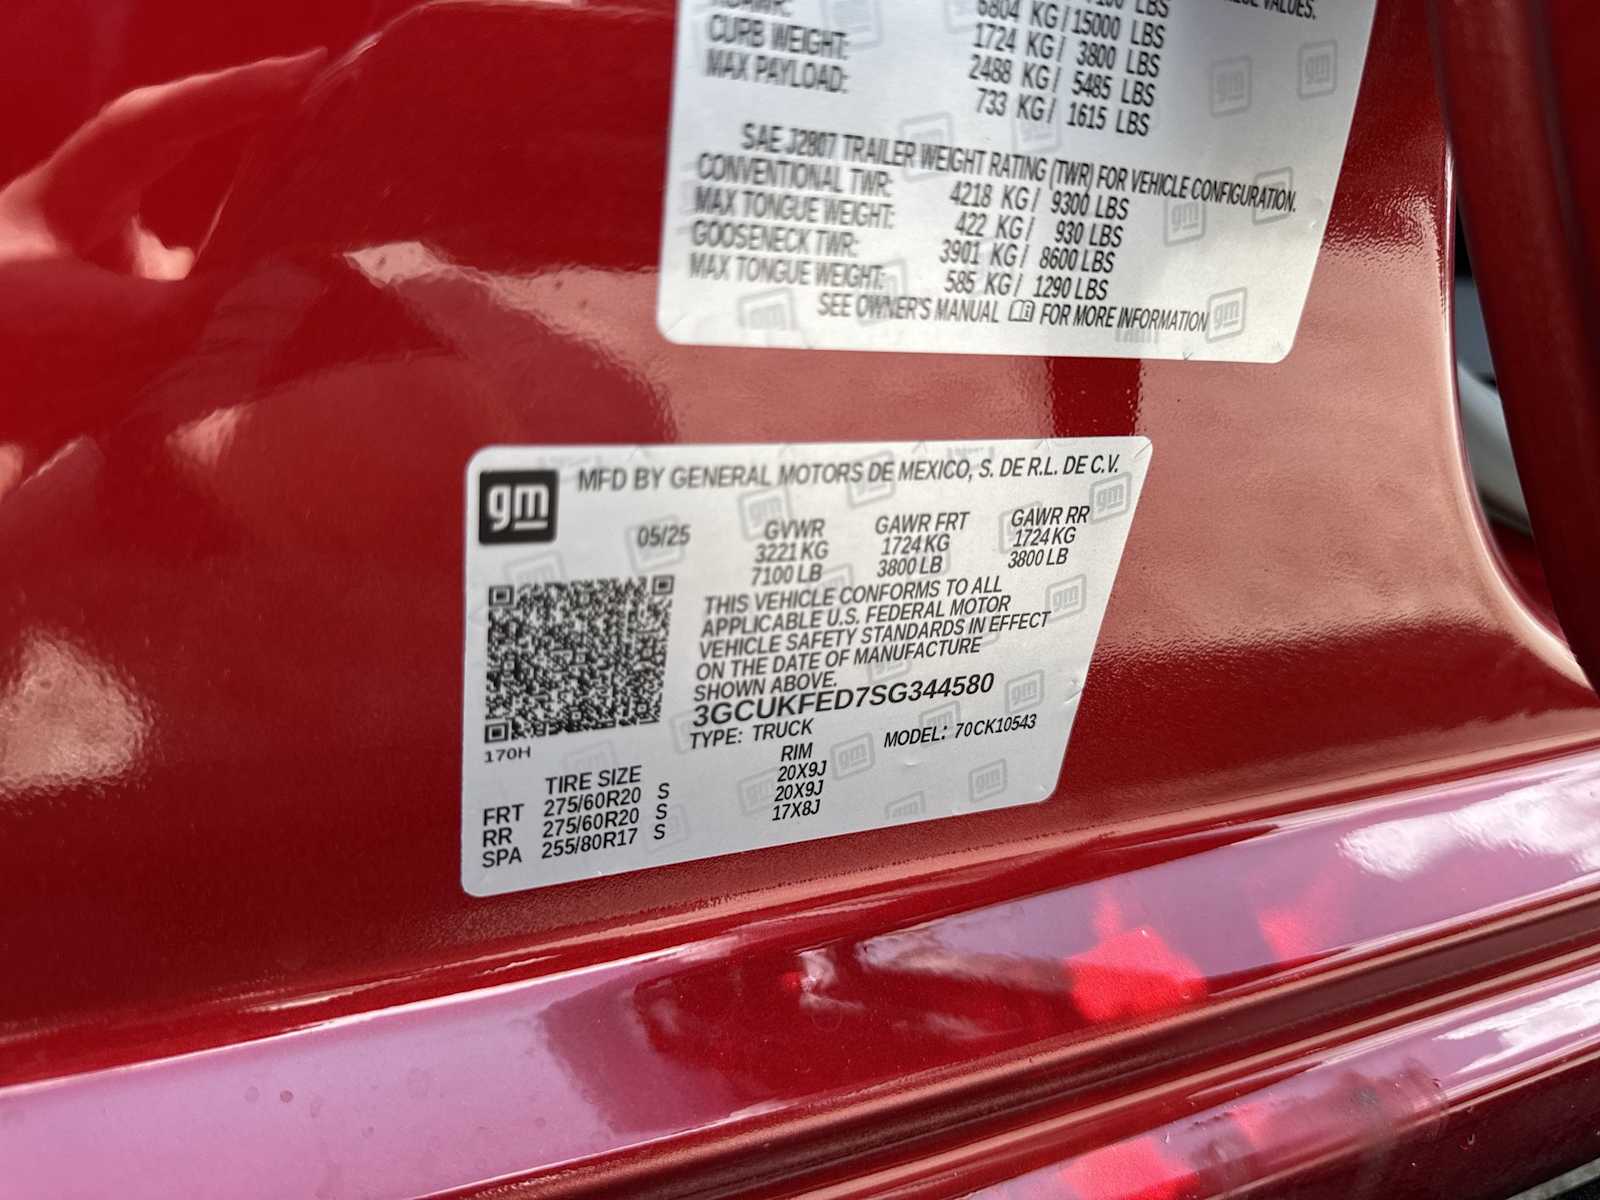 7100 LBS
VALUES.
6804 KG/ 15000 LBS
1724 KG/ 3800 LBS
CURB WEIGHT: 2488 KG/ 5485 LBS
MAX PAYLOAD: 733 KG/ 1615 LBS
SAE J2807 TRAILER WEIGHT RATING (TWR) FOR VEHICLE CONFIGURATION.
CONVENTIONAL TWR: 4218 KG/ 9300 LBS
MAX TONGUE WEIGHT: 422 KG/ 930 LBS
GOOSENECK TWR: 3901 KG/ 8600 LBS
MAX TONGUE WEIGHT: 585 KG/ 1290 LBS
SEE OWNER'S MANUAL FOR MORE INFORMATION
gm
MFD BY GENERAL MOTORS DE MEXICO, S. DE R.L. DE C.V.
05/25 GVWR GAWR FRT GAWR RR
3221 KG 1724 KG 1724 KG
7100 LB 3800 LB 3800 LB
THIS VEHICLE CONFORMS TO ALL
APPLICABLE U.S. FEDERAL MOTOR
VEHICLE SAFETY STANDARDS IN EFFECT
ON THE DATE OF MANUFACTURE
SHOWN ABOVE.
3GCUKFED7SG344580
TYPE: TRUCK MODEL: 70CK10543
170H
TIRE SIZE RIM
FRT 275/60R20 S 20X9J
RR 275/60R20 S 20X9J
SPA 255/80R17 S 17X8J